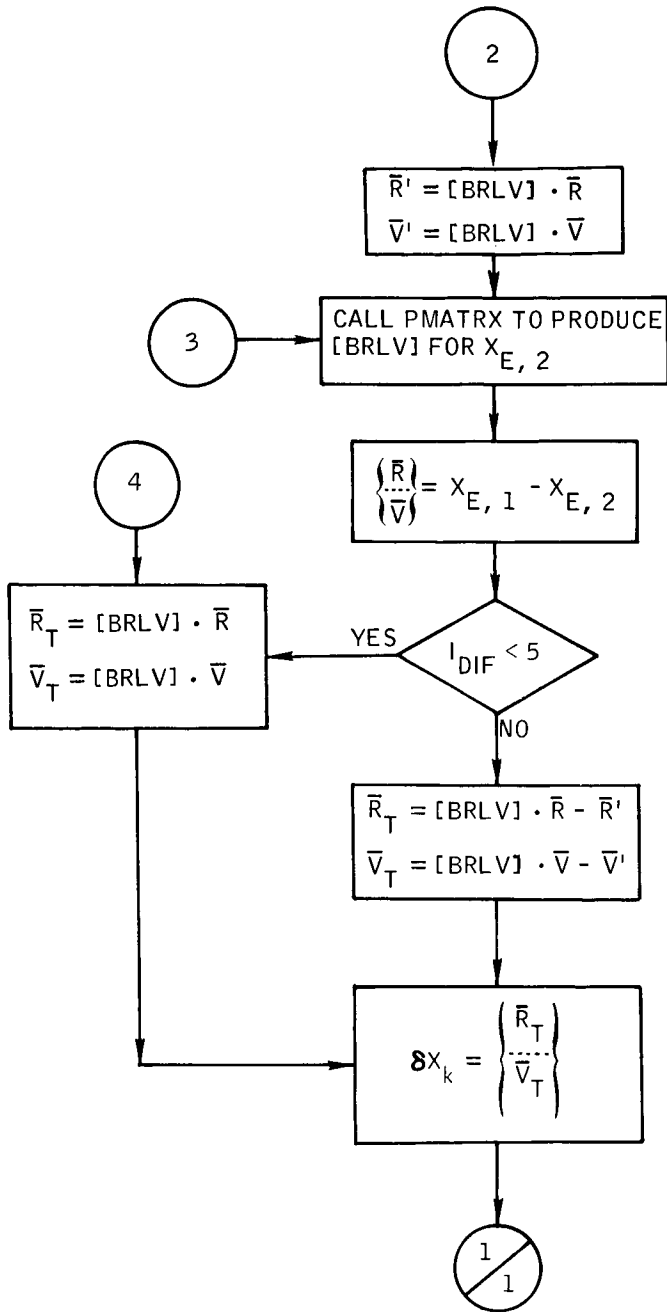 2
R̅' = [BRLV] · R̅
V̅' = [BRLV] · V̅
3
CALL PMATRX TO PRODUCE
[BRLV] FOR X_E, 2
{R̅/V̅} = X_E, 1 - X_E, 2
4
R̅_T = [BRLV] · R̅
V̅_T = [BRLV] · V̅
YES
I_DIF < 5
NO
R̅_T = [BRLV] · R̅ - R̅'
V̅_T = [BRLV] · V̅ - V̅'
δX_k = {R̅_T/V̅_T}
1
1